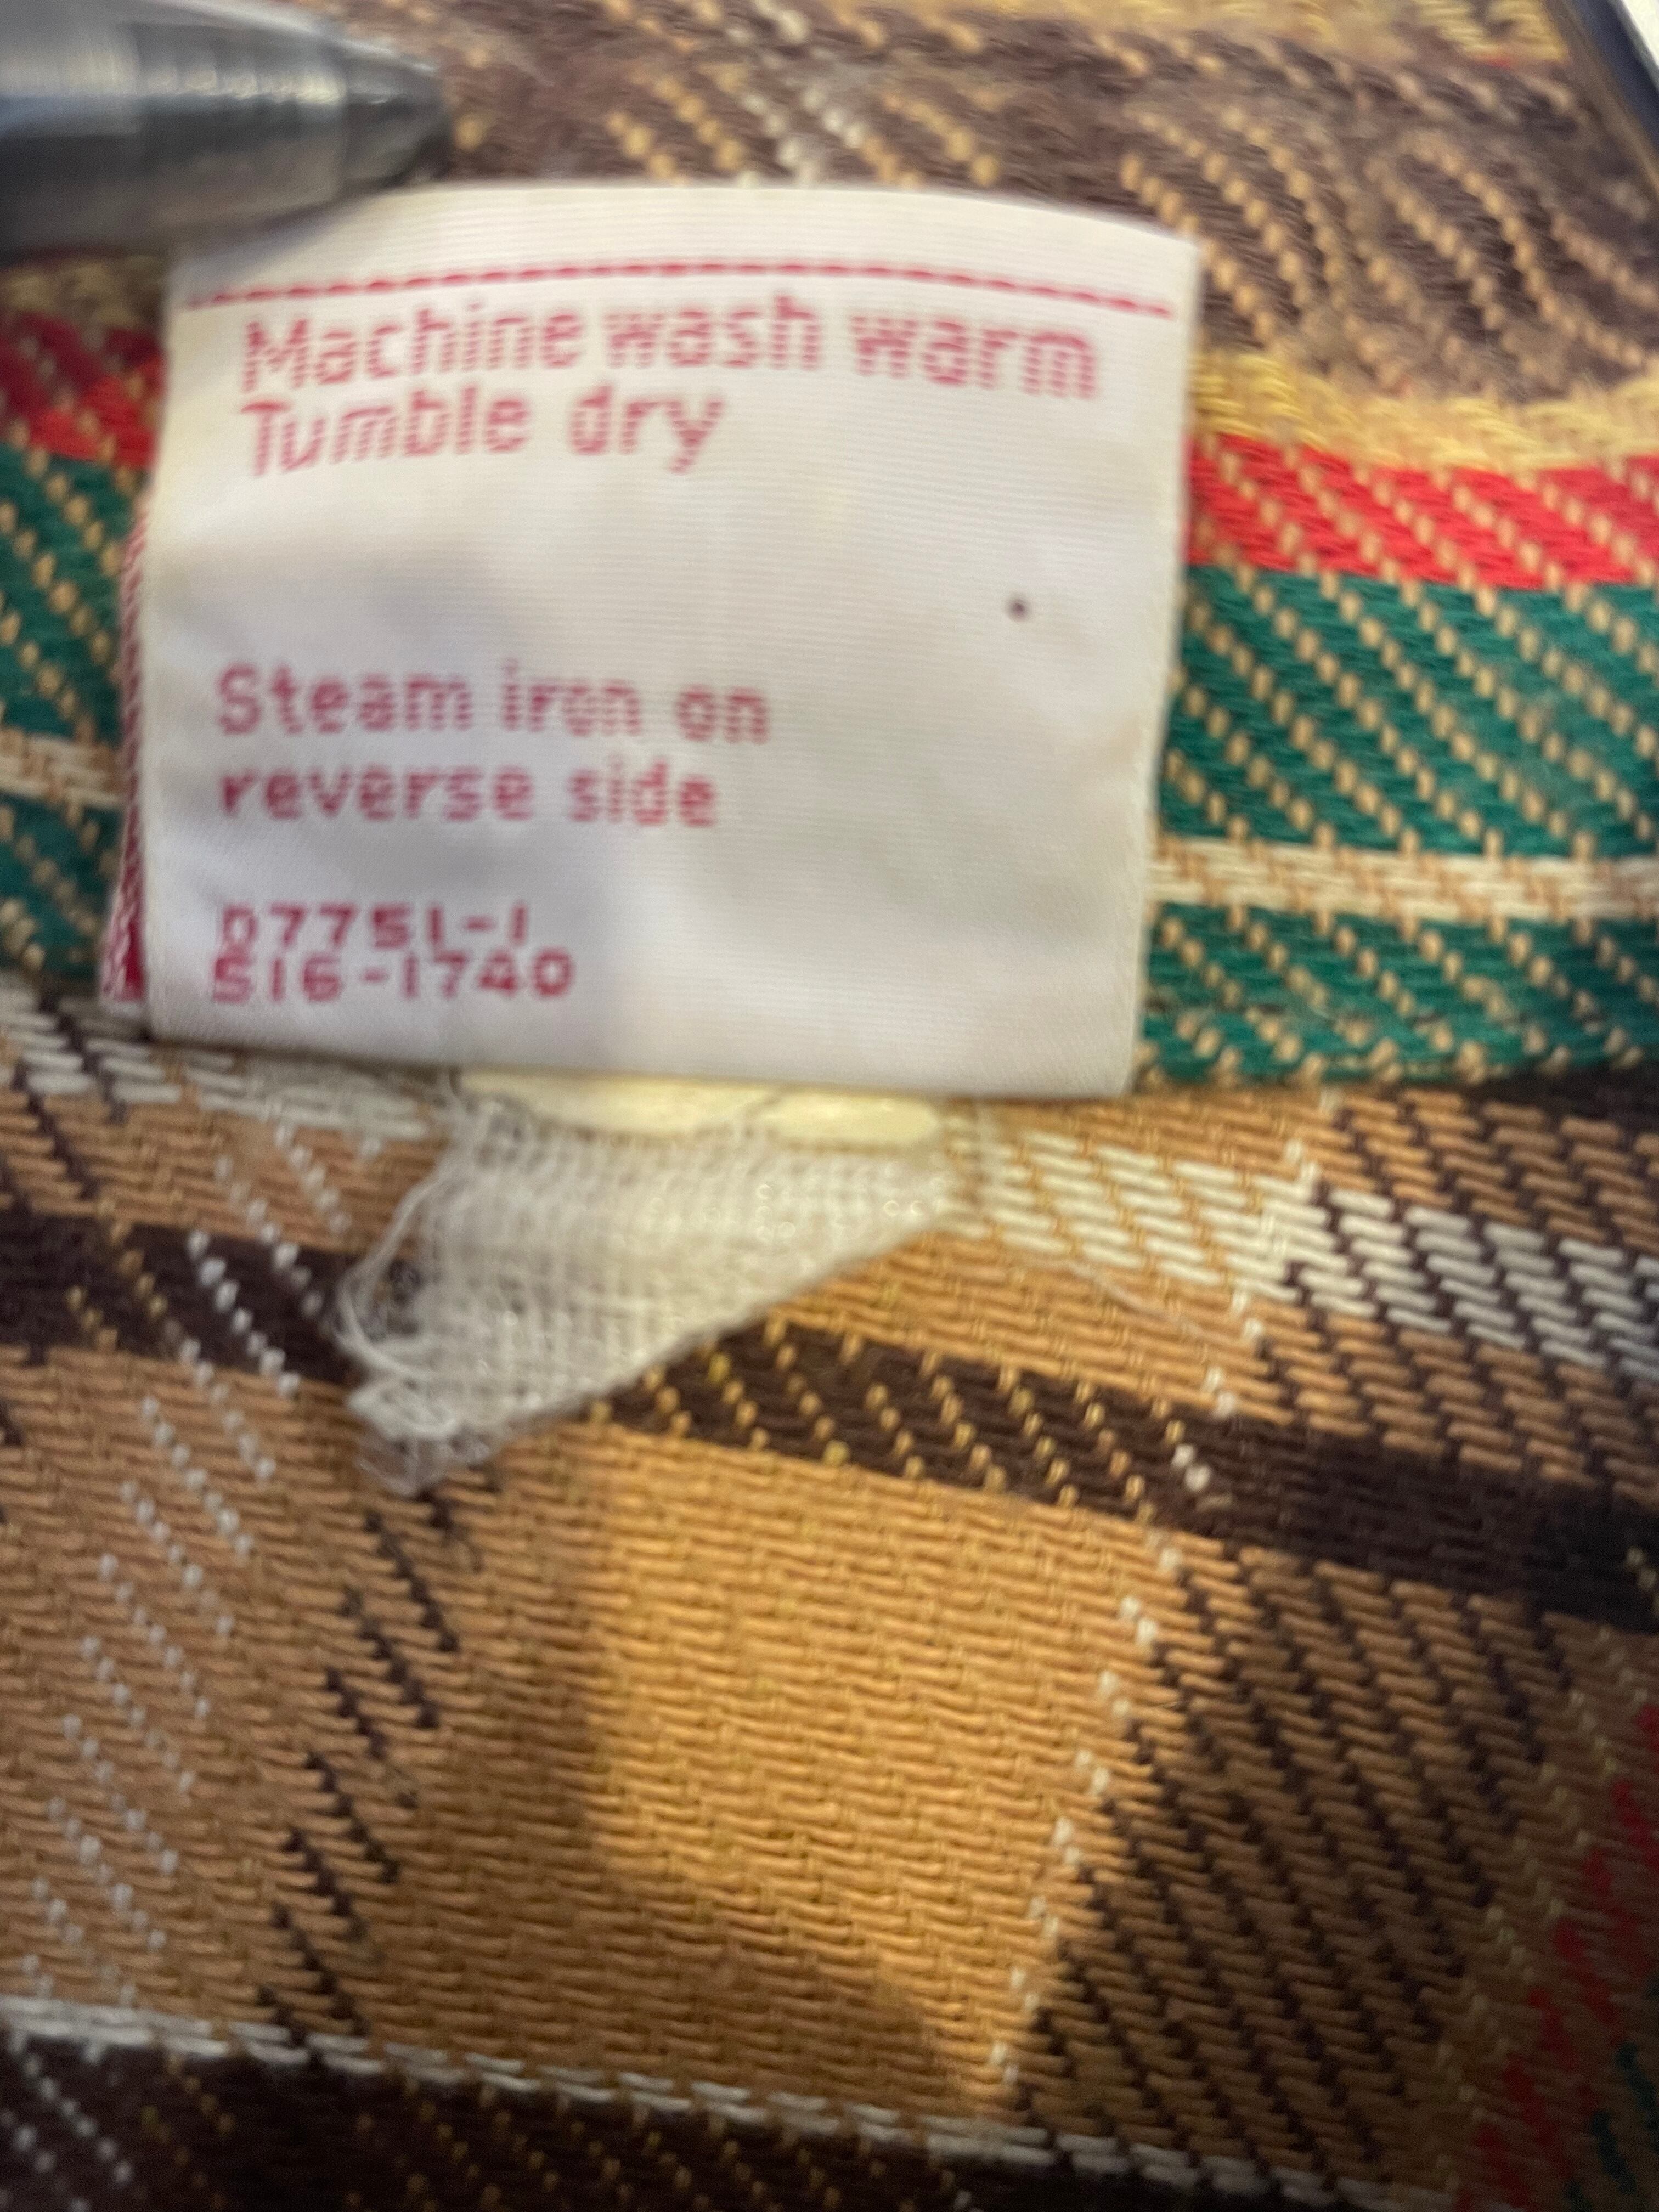 Machine wash warm
Tumble dry
Steam iron on
reverse side
07751-1
516-1740